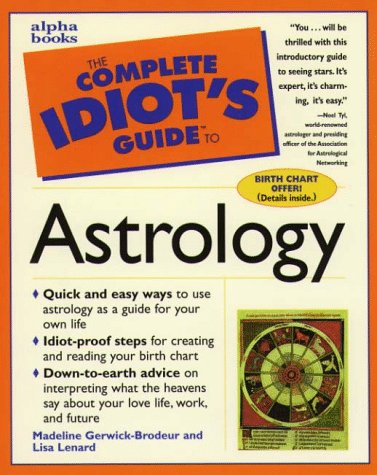 alpha
books
THE
COMPLETE
IDIOT'S
GUIDE™ TO
"You . . . will be
thrilled with this
introductory guide
to seeing stars. It's
expert, it's charm-
ing, it's easy."
—Noel Tyl,
world-renowned
astrologer and presiding
officer of the Association
for Astrological
Networking
BIRTH CHART
OFFER!
(Details inside.)
Astrology
♦ Quick and easy ways to use
astrology as a guide for your
own life
♦ Idiot-proof steps for creating
and reading your birth chart
♦ Down-to-earth advice on
interpreting what the heavens
say about your love life, work, and
future
Madeline Gerwick-Brodeur and
Lisa Lenard